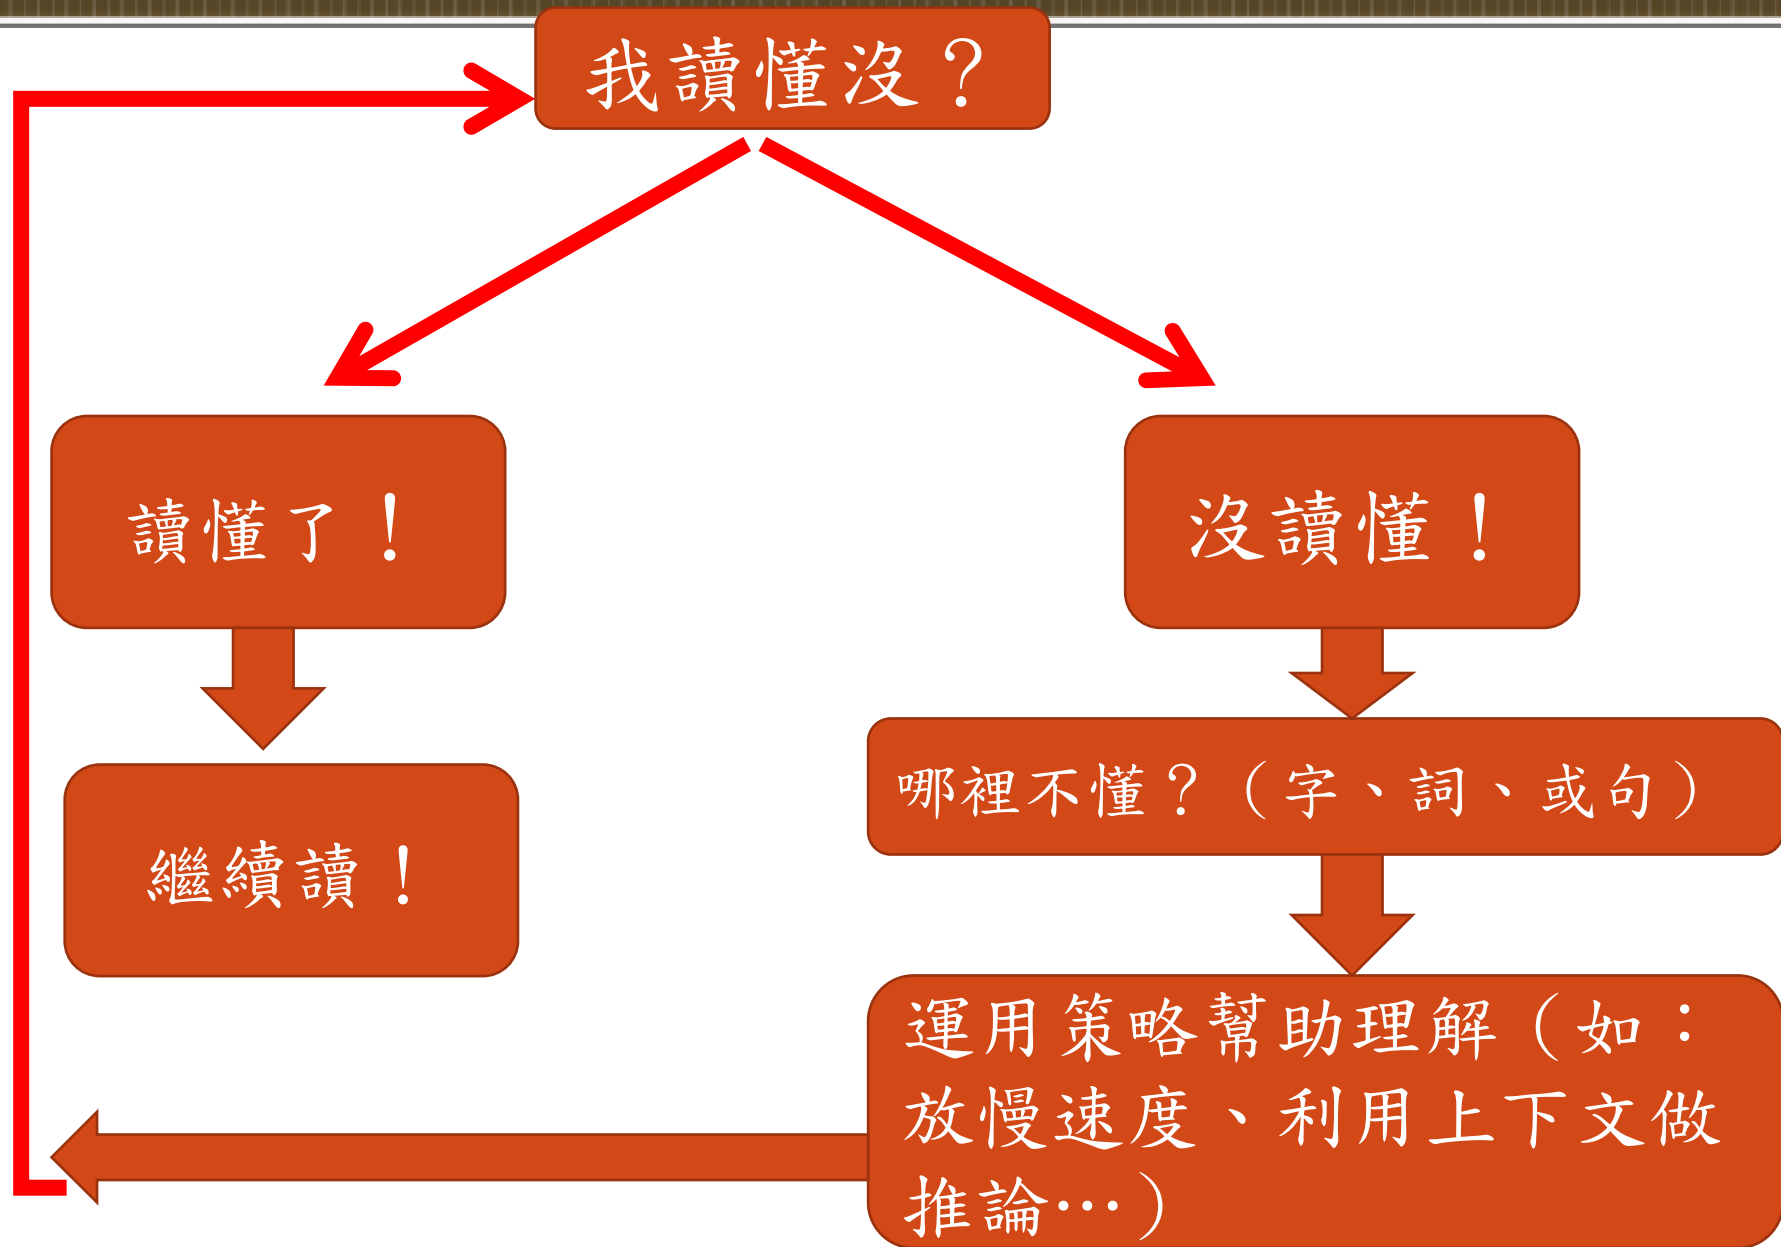 我讀懂沒？
讀懂了！
沒讀懂！
繼續讀！
哪裡不懂？（字、詞、或句）
運用策略幫助理解（如：
放慢速度、利用上下文做
推論…）